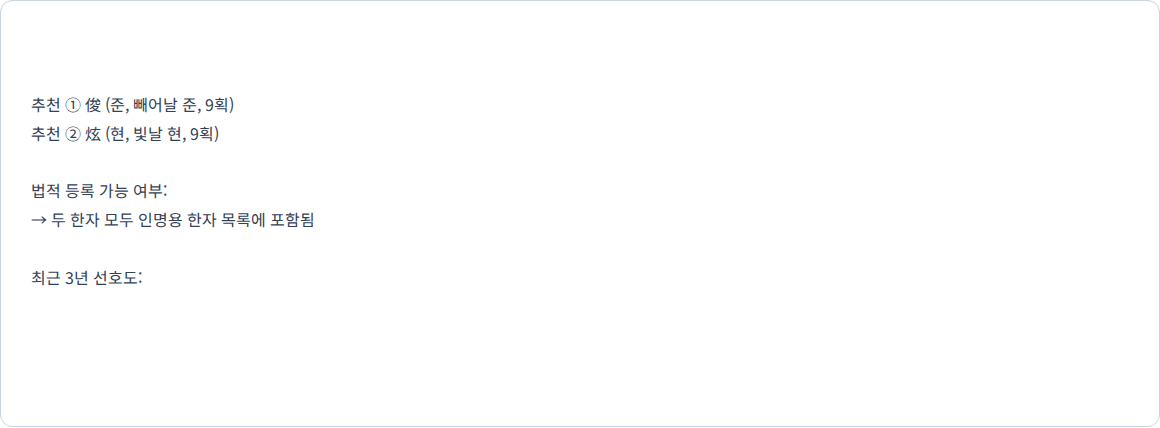 추천 ① 俊 (준, 빼어날 준, 9획)
추천 ② 炫 (현, 빛날 현, 9획)
법적 등록 가능 여부:
→ 두 한자 모두 인명용 한자 목록에 포함됨
최근 3년 선호도: